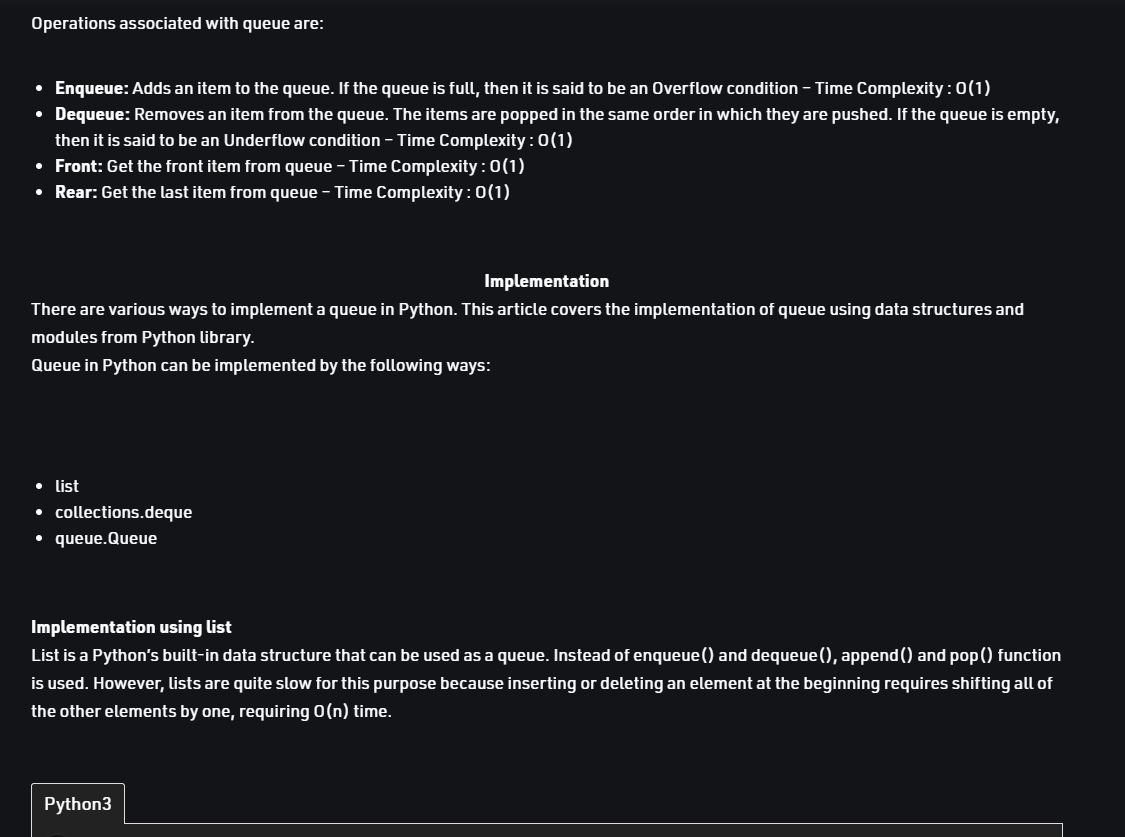 Operations associated with queue are:
• Enqueue: Adds an item to the queue. If the queue is full, then it is said to be an Overflow condition – Time Complexity : O(1)
• Dequeue: Removes an item from the queue. The items are popped in the same order in which they are pushed. If the queue is empty,
then it is said to be an Underflow condition – Time Complexity : O(1)
• Front: Get the front item from queue – Time Complexity : O(1)
• Rear: Get the last item from queue – Time Complexity : O(1)
Implementation
There are various ways to implement a queue in Python. This article covers the implementation of queue using data structures and
modules from Python library.
Queue in Python can be implemented by the following ways:
• list
• collections.deque
• queue.Queue
Implementation using list
List is a Python’s built-in data structure that can be used as a queue. Instead of enqueue() and dequeue(), append() and pop() function
is used. However, lists are quite slow for this purpose because inserting or deleting an element at the beginning requires shifting all of
the other elements by one, requiring O(n) time.
Python3